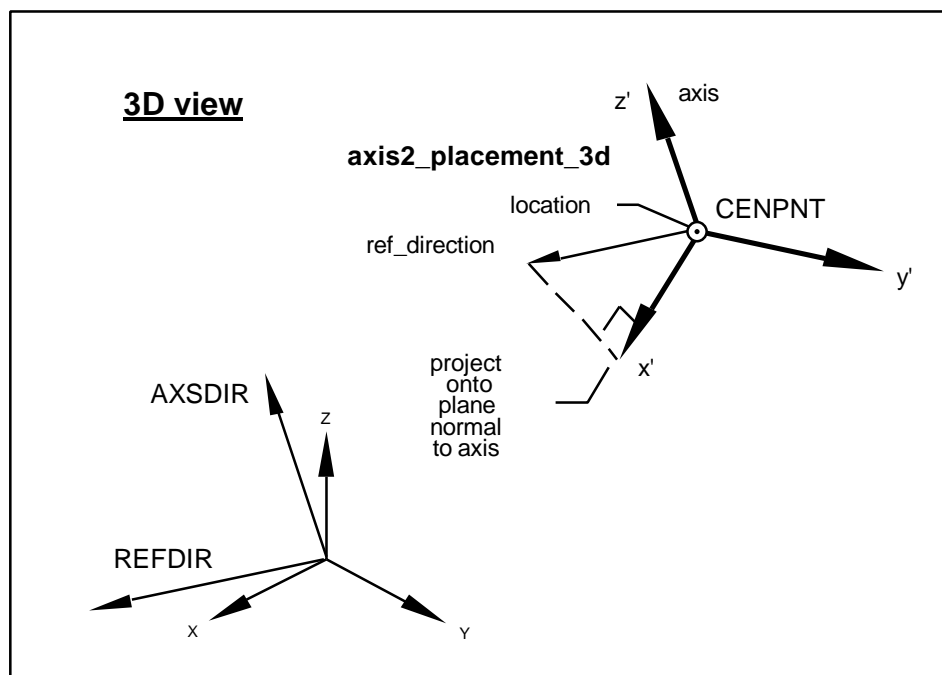 3D view
z'
axis
axis2_placement_3d
location
CENPNT
ref_direction
y'
x'
project
onto
plane
normal
to axis
AXSDIR
Z
REFDIR
X
Y